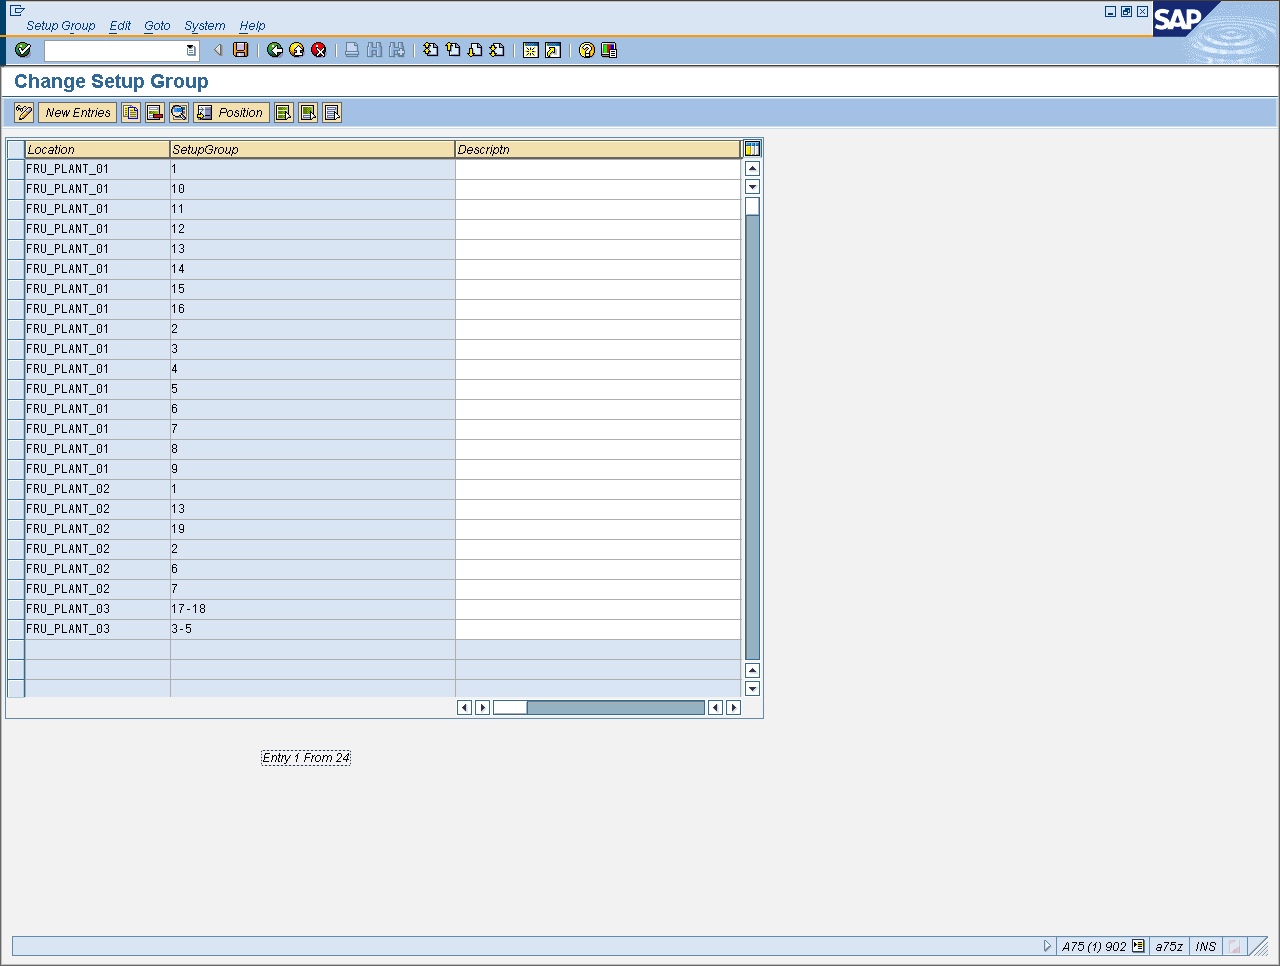 Setup Group Edit Goto System Help
SAP
Change Setup Group
New Entries Position
Location SetupGroup Descriptn
FRU_PLANT_01 1
FRU_PLANT_01 10
FRU_PLANT_01 11
FRU_PLANT_01 12
FRU_PLANT_01 13
FRU_PLANT_01 14
FRU_PLANT_01 15
FRU_PLANT_01 16
FRU_PLANT_01 2
FRU_PLANT_01 3
FRU_PLANT_01 4
FRU_PLANT_01 5
FRU_PLANT_01 6
FRU_PLANT_01 7
FRU_PLANT_01 8
FRU_PLANT_01 9
FRU_PLANT_02 1
FRU_PLANT_02 13
FRU_PLANT_02 19
FRU_PLANT_02 2
FRU_PLANT_02 6
FRU_PLANT_02 7
FRU_PLANT_03 17-18
FRU_PLANT_03 3-5
Entry 1 From 24
A75 (1) 902 a75z INS